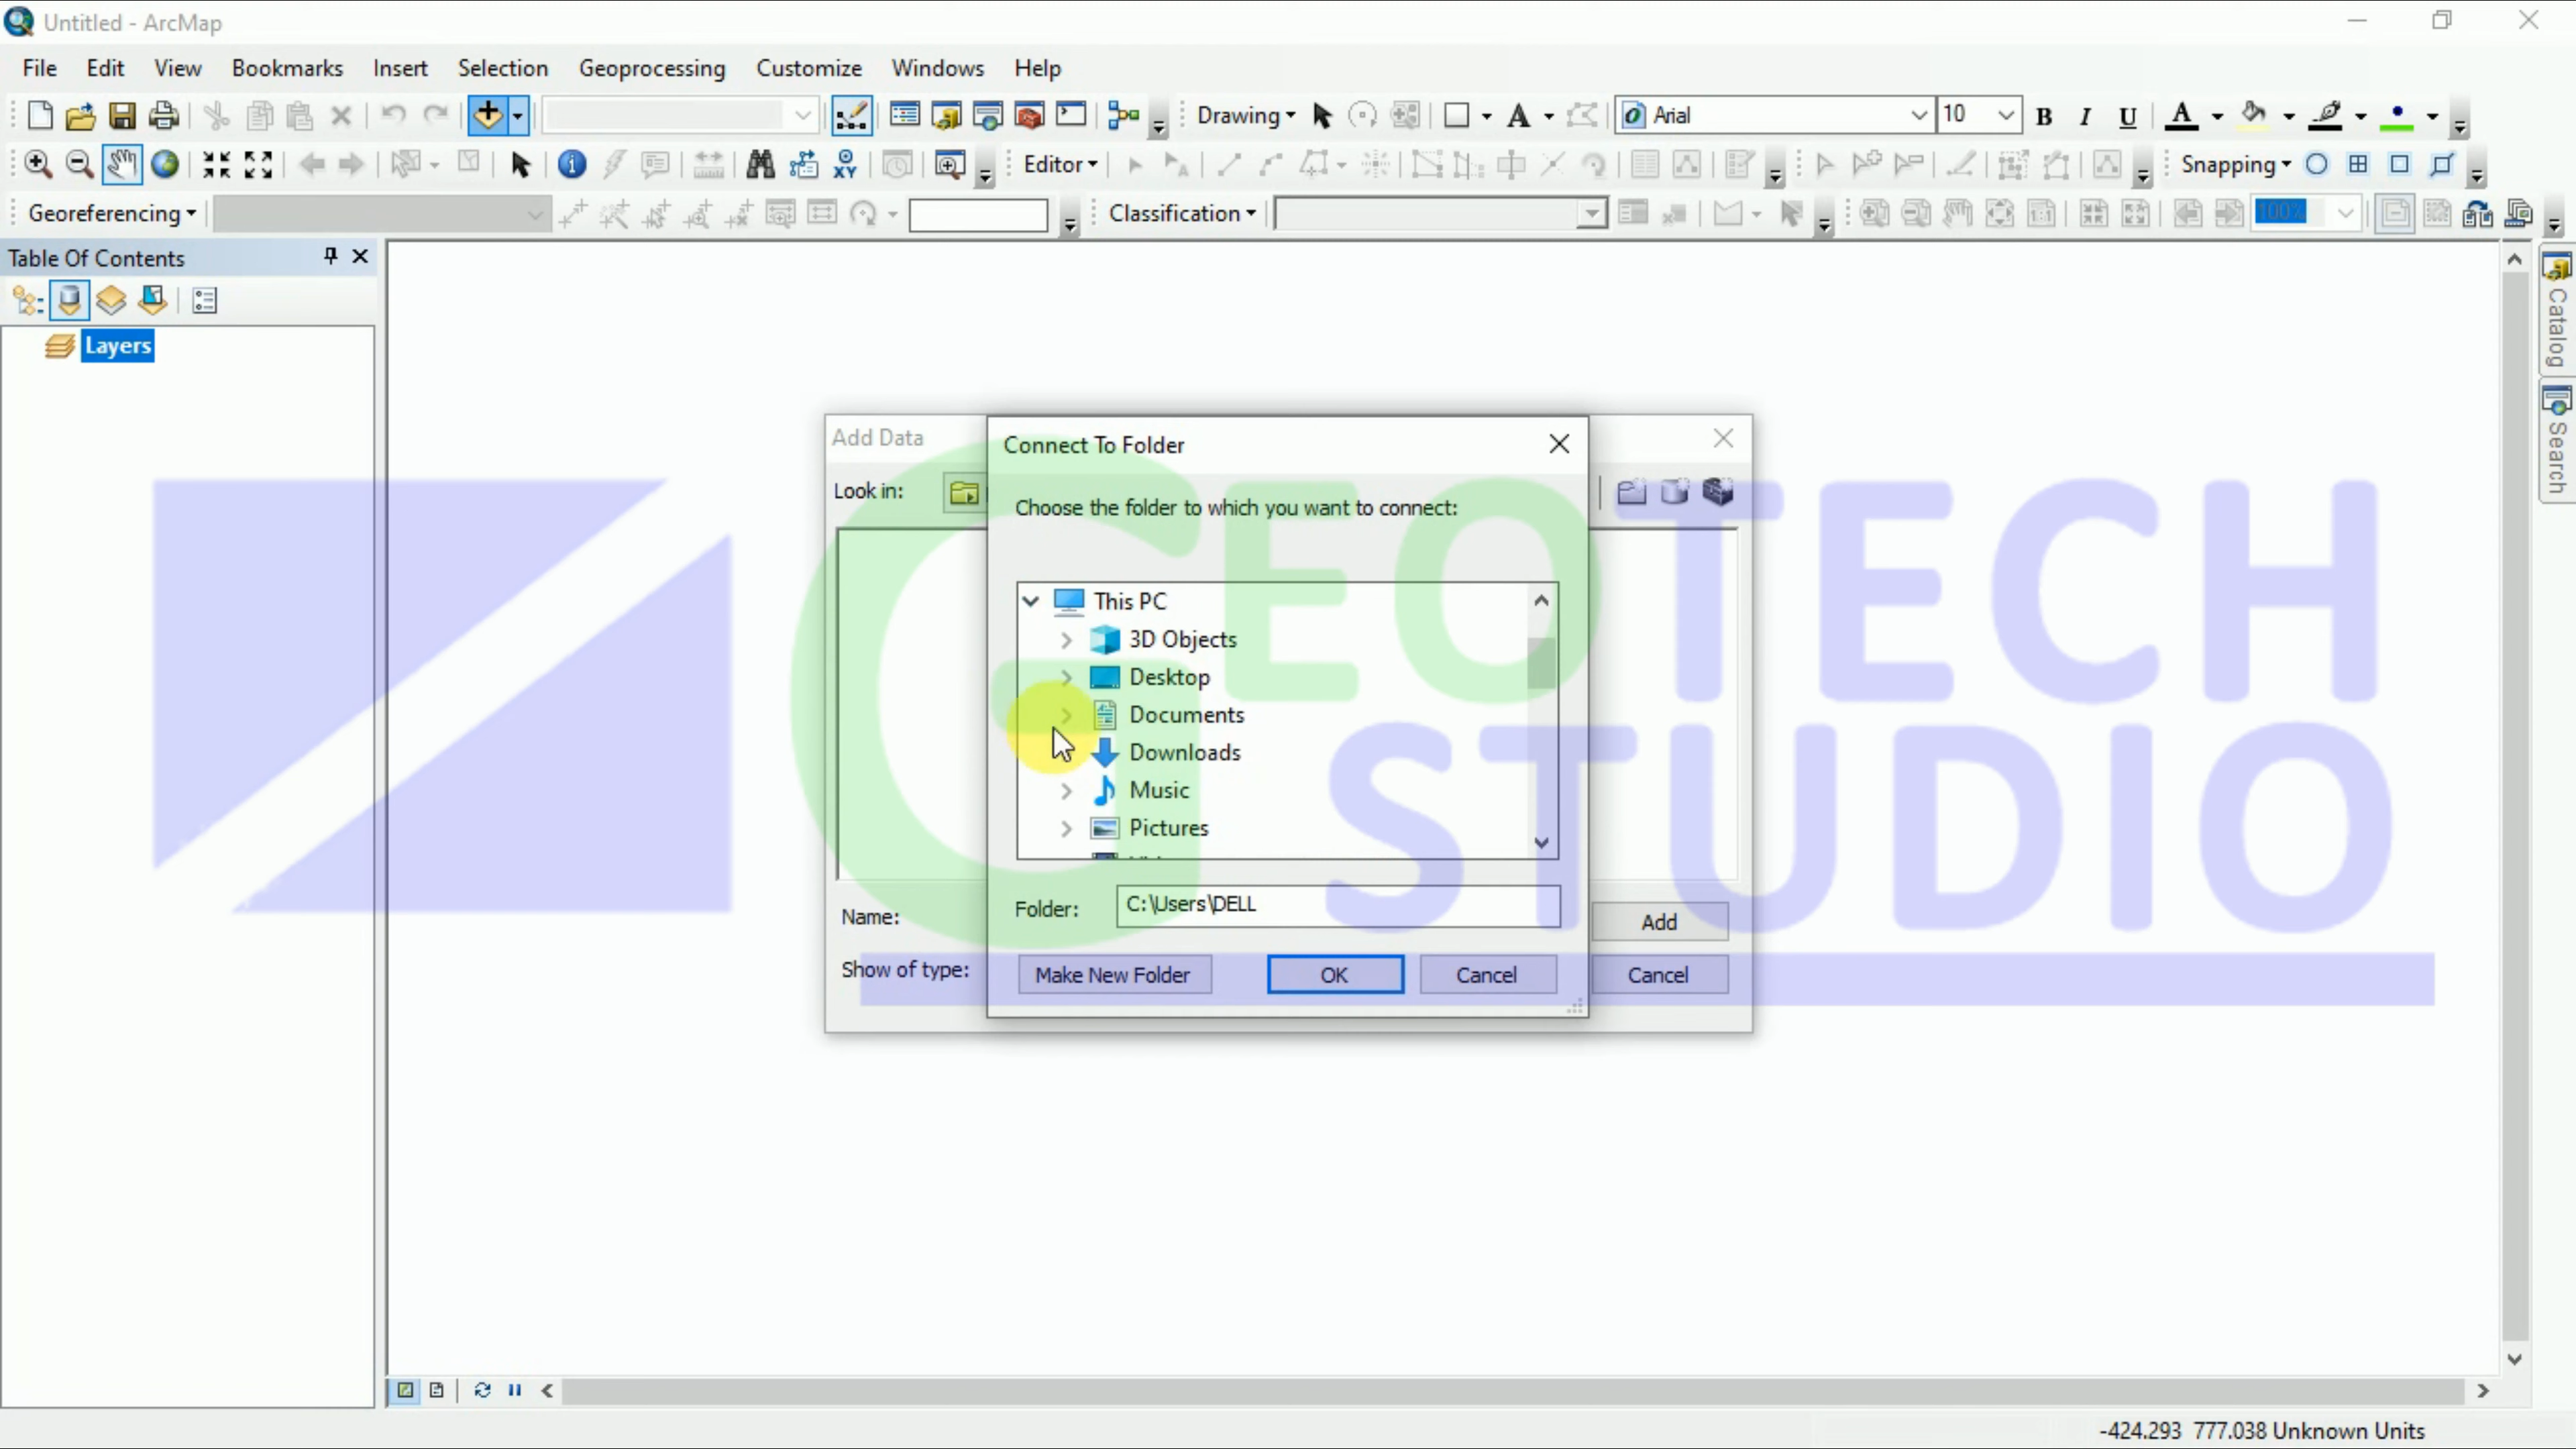 Untitled - ArcMap
File Edit View Bookmarks Insert Selection Geoprocessing Customize Windows Help
Drawing Arial 10 B I U A
Editor Snapping
Georeferencing Classification 100%
Table Of Contents
Layers
Catalog
Search
Add Data
Look in:
Name:
Show of type:
Add
Cancel
Connect To Folder
Choose the folder to which you want to connect:
This PC
3D Objects
Desktop
Documents
Downloads
Music
Pictures
Folder: C:\Users\DELL
Make New Folder OK Cancel
GEOTECH
STUDIO
-424.293 777.038 Unknown Units